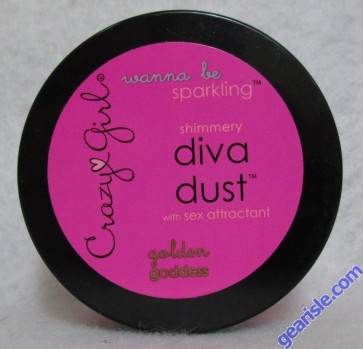 wanna be
sparkling™
Crazy Girl®
shimmery
diva
dust™
with sex attractant
golden
goddess
gearisle.com